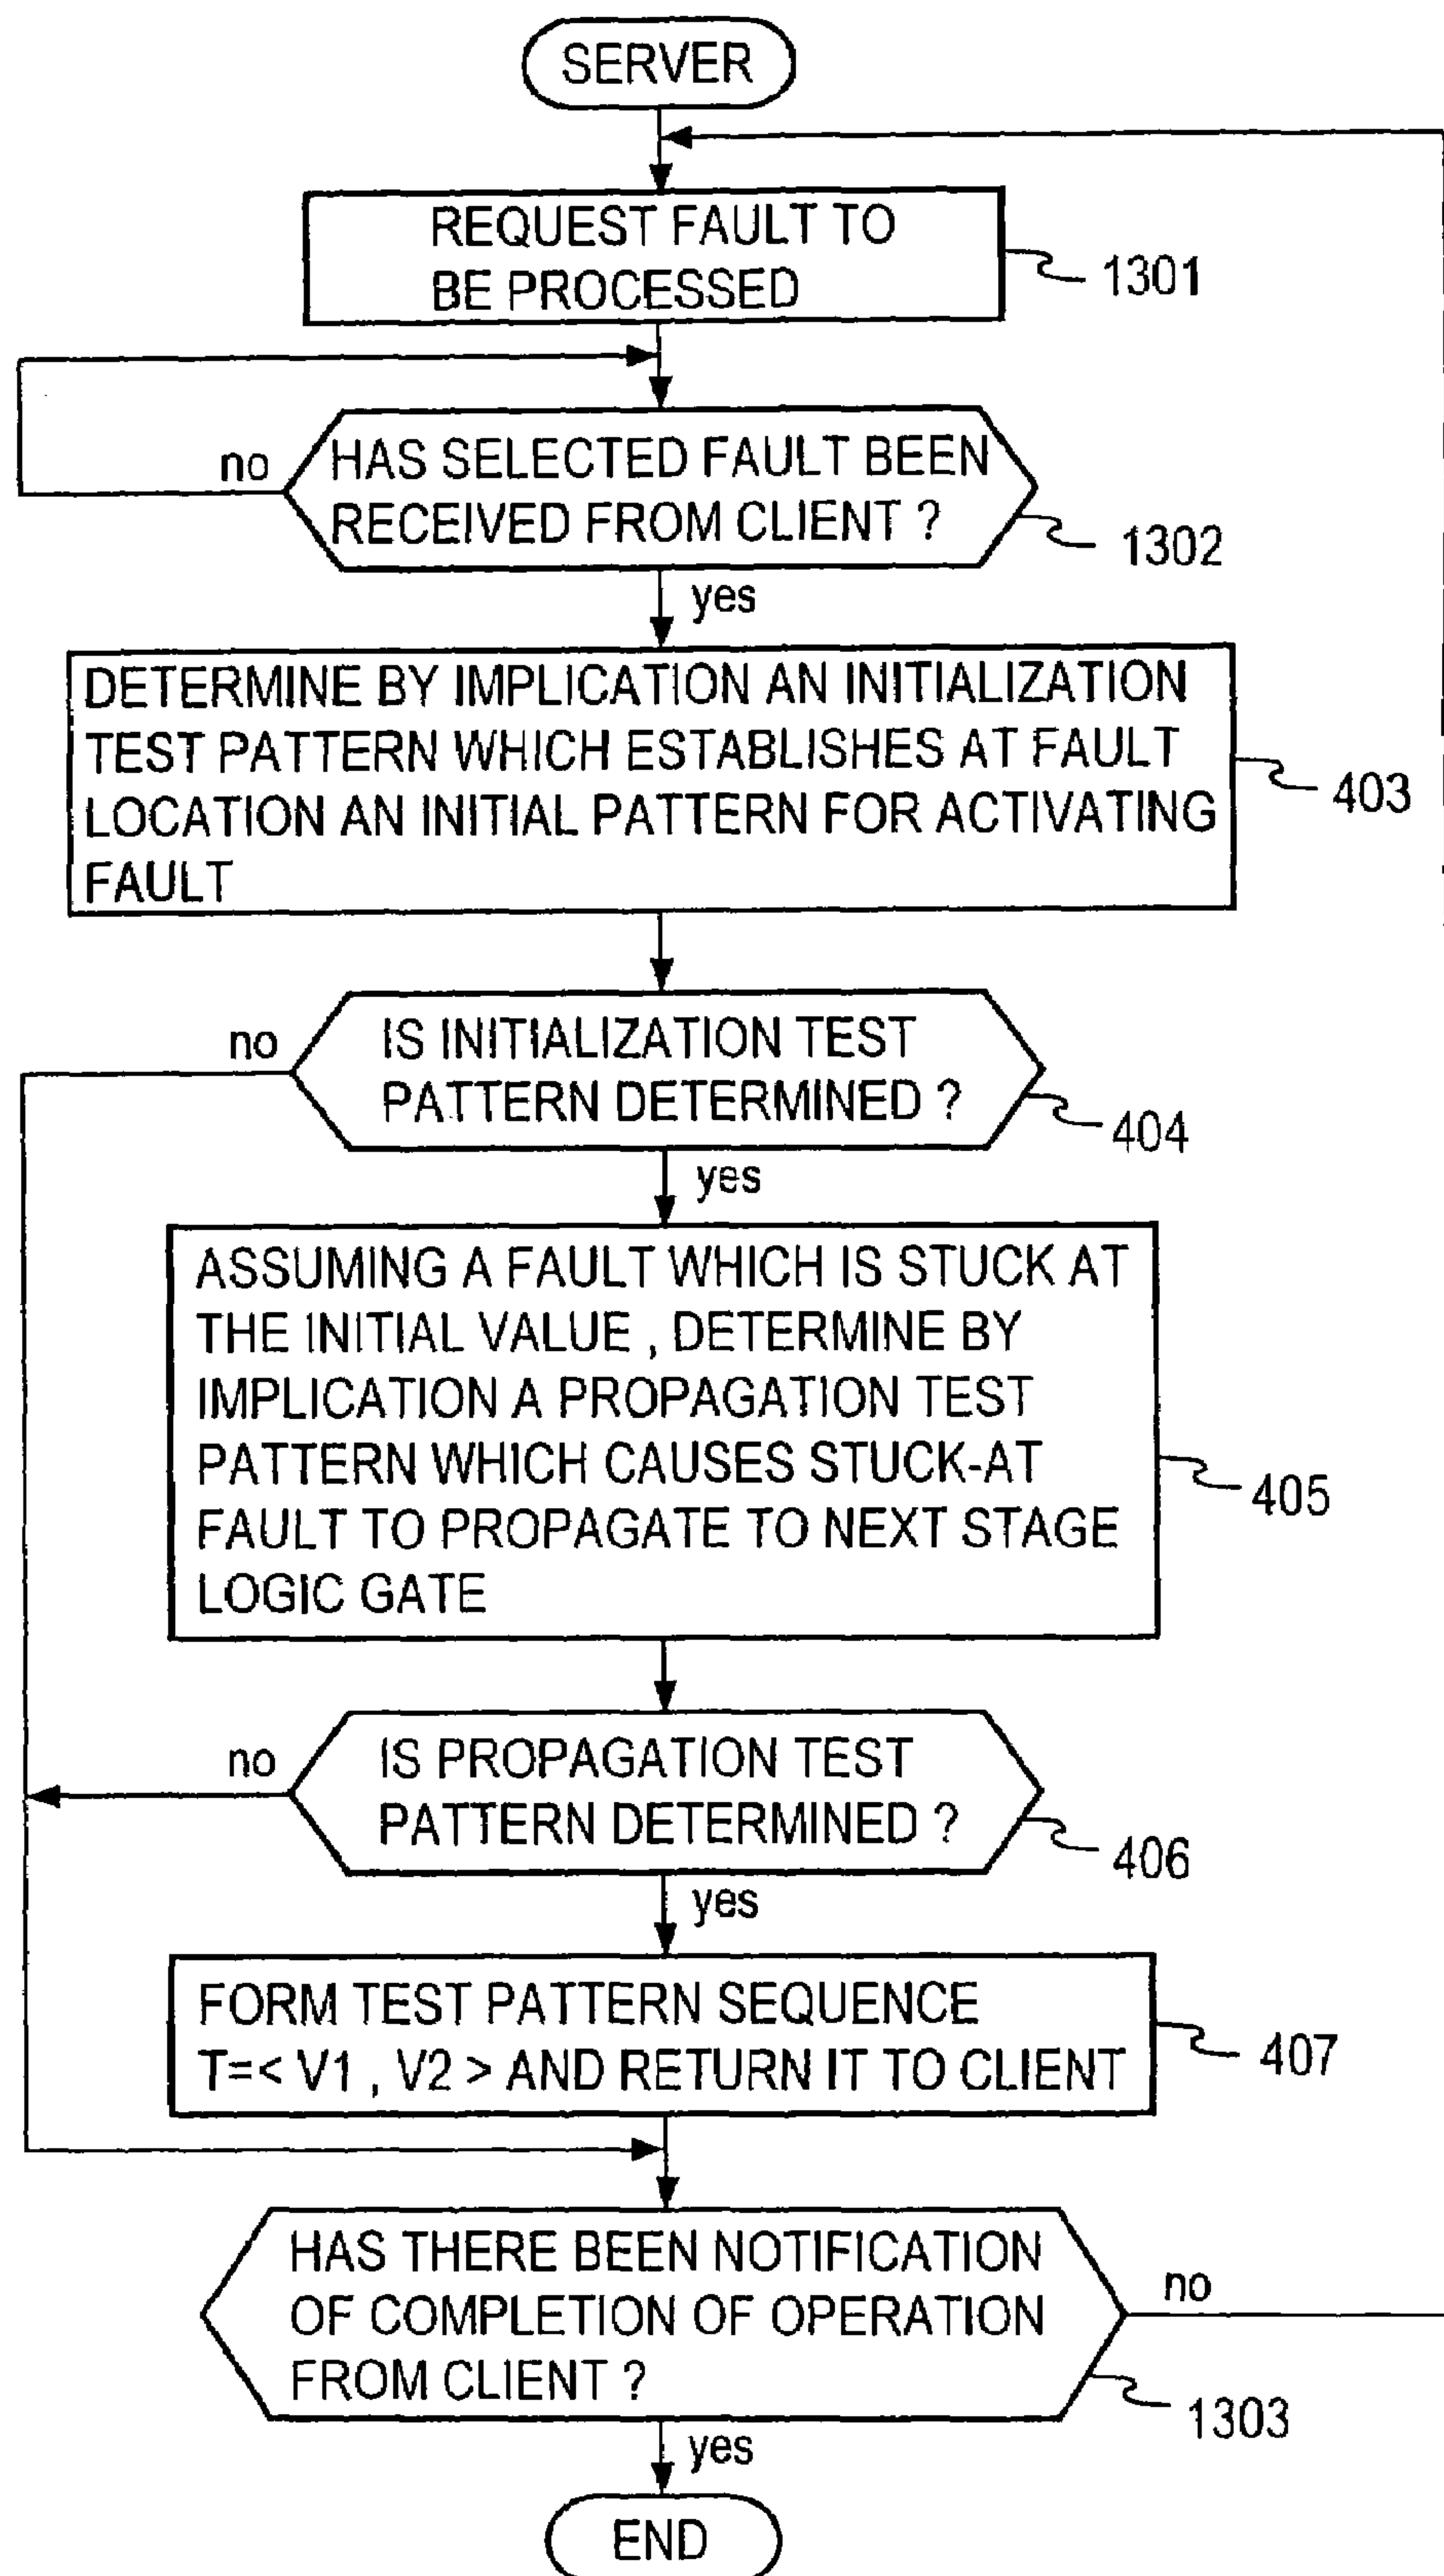 SERVER
REQUEST FAULT TO
BE PROCESSED
1301
no
HAS SELECTED FAULT BEEN
RECEIVED FROM CLIENT ?
1302
yes
DETERMINE BY IMPLICATION AN INITIALIZATION
TEST PATTERN WHICH ESTABLISHES AT FAULT
LOCATION AN INITIAL PATTERN FOR ACTIVATING
FAULT
403
no
IS INITIALIZATION TEST
PATTERN DETERMINED ?
404
yes
ASSUMING A FAULT WHICH IS STUCK AT
THE INITIAL VALUE , DETERMINE BY
IMPLICATION A PROPAGATION TEST
PATTERN WHICH CAUSES STUCK-AT
FAULT TO PROPAGATE TO NEXT STAGE
LOGIC GATE
405
no
IS PROPAGATION TEST
PATTERN DETERMINED ?
406
yes
FORM TEST PATTERN SEQUENCE
T=< V1 , V2 > AND RETURN IT TO CLIENT
407
HAS THERE BEEN NOTIFICATION
OF COMPLETION OF OPERATION
FROM CLIENT ?
no
1303
yes
END